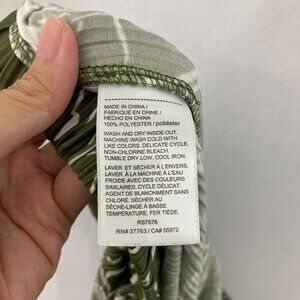 MADE IN CHINA /
FABRIQUÉ EN CHINE /
HECHO EN CHINA
100% POLYESTER / poliéster
WASH AND DRY INSIDE OUT.
MACHINE WASH COLD WITH
LIKE COLORS, DELICATE CYCLE.
NON-CHLORINE BLEACH.
TUMBLE DRY LOW. COOL IRON.
LAVER ET SÉCHER À L'ENVERS.
LAVER À LA MACHINE À L'EAU
FROIDE AVEC DES COULEURS
SIMILAIRES. CYCLE DÉLICAT.
AGENT DE BLANCHIMENT SANS
CHLORE. SÉCHER AU
SÈCHE-LINGE À BASSE
TEMPÉRATURE. FER TIÈDE.
RS7576
RN# 37763 / CA# 55972